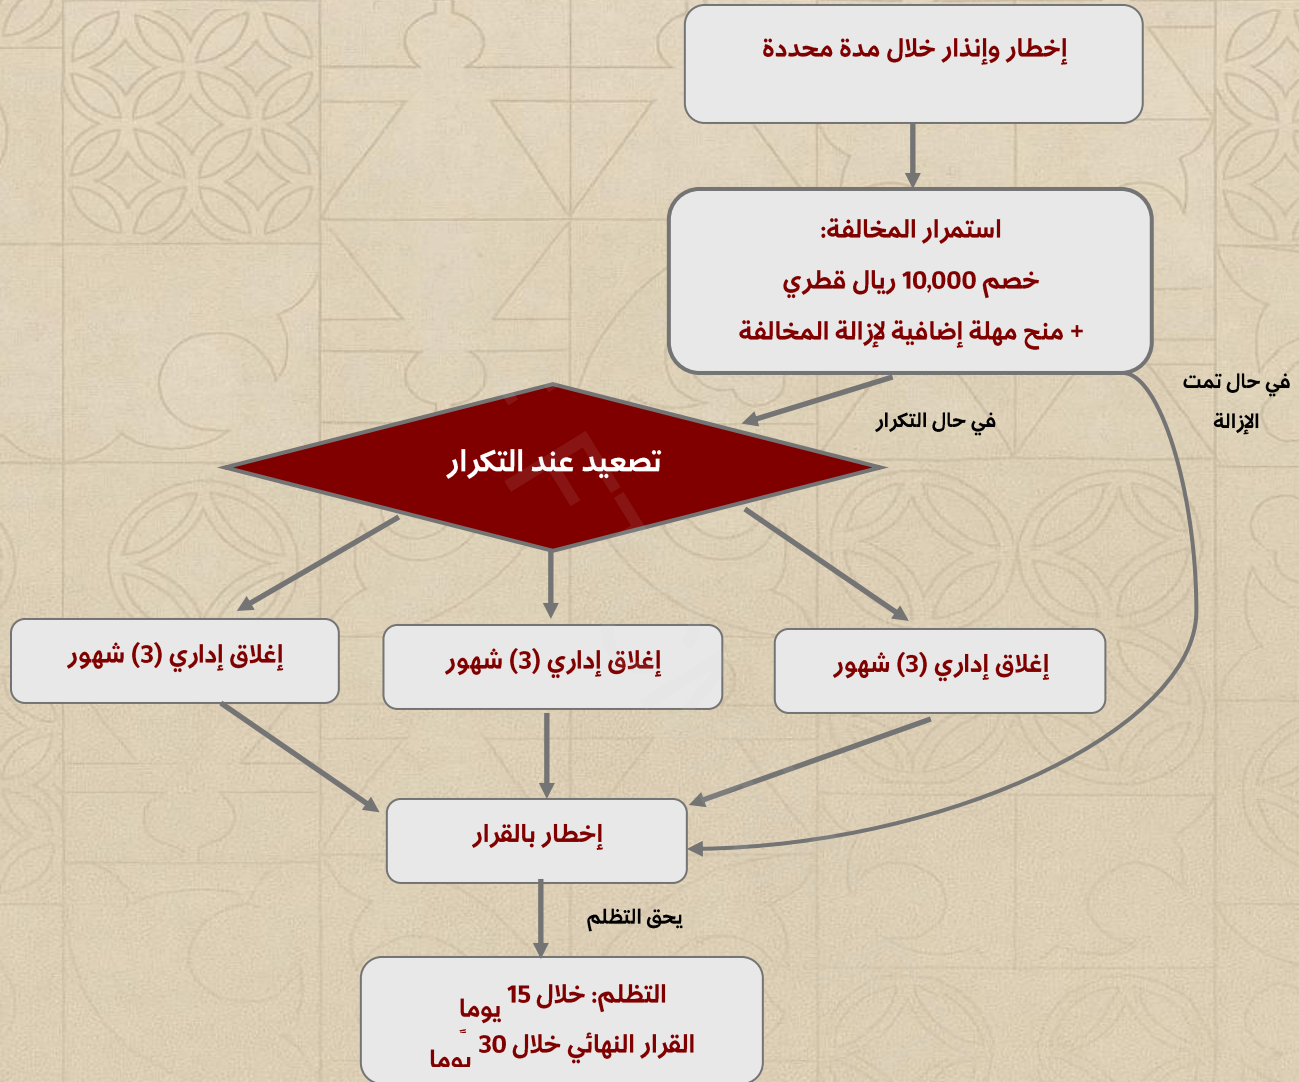 إخطار وإنذار خلال مدة محددة
استمرار المخالفة:
خصم 10,000 ريال قطري
+ منح مهلة إضافية لإزالة المخالفة
في حال تمت
الإزالة
في حال التكرار
تصعيد عند التكرار
إغلاق إداري (3) شهور
إغلاق إداري (3) شهور
إغلاق إداري (3) شهور
إخطار بالقرار
يحق التظلم
التظلم: خلال 15 يوماً
القرار النهائي خلال 30 يوما